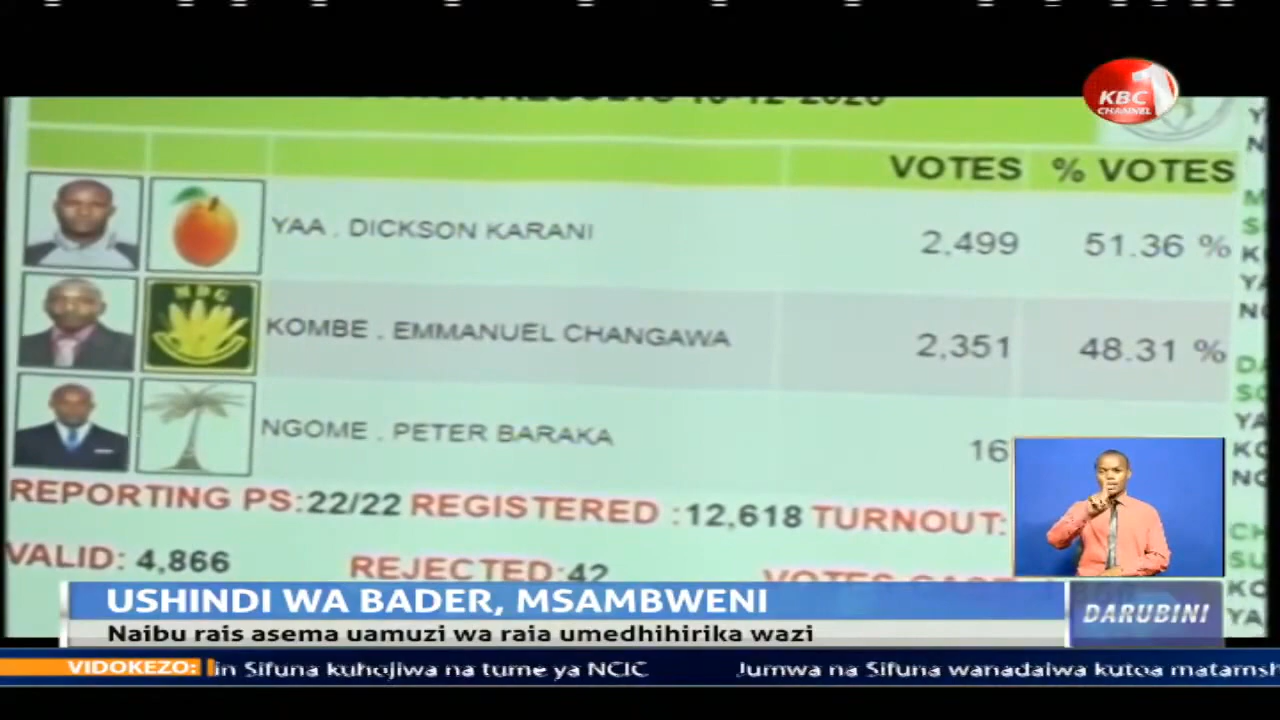 KBC
CHANNEL 1
VOTES % VOTES
YAA . DICKSON KARANI 2,499 51.36 %
KOMBE . EMMANUEL CHANGAWA 2,351 48.31 %
NGOME . PETER BARAKA 16
REPORTING PS:22/22 REGISTERED :12,618 TURNOUT:
VALID: 4,866 REJECTED:42
USHINDI WA BADER, MSAMBWENI
DARUBINI
Naibu rais asema uamuzi wa raia umedhihirika wazi
VIDOKEZO: in Sifuna kuhojiwa na tume ya NCIC Jumwa na Sifuna wanadaiwa kutoa matamsh